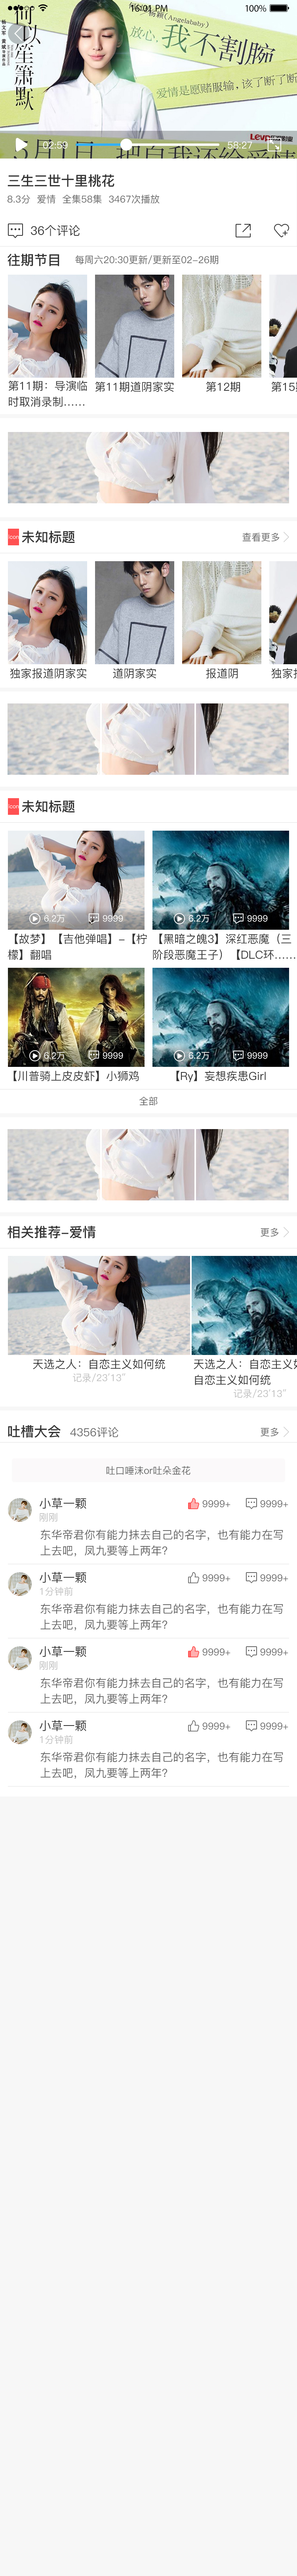 16:01 PM
100%
杨颖(Angelababy)
何以笙箫默
放心,我不割腕
爱情是愿赌服输,该了断了断
02:59
58:27
三生三世十里桃花
8.3分 爱情 全集58集 3467次播放
36个评论
往期节目 每周六20:30更新/更新至02-26期
第11期:导演临
时取消录制......
第11期道阴家实
第12期
第15期
Icon 未知标题 查看更多
独家报道阴家实
道阴家实
报道阴
独家报
Icon 未知标题
6.2万 9999
6.2万 9999
【故梦】【吉他弹唱】-【柠
檬】翻唱
【黑暗之魄3】深红恶魔(三
阶段恶魔王子)【DLC环......
6.2万 9999
6.2万 9999
【川普骑上皮皮虾】小狮鸡
【Ry】妄想疾患Girl
全部
相关推荐-爱情 更多
天选之人:自恋主义如何统
记录/23'13"
天选之人:自恋主义如
自恋主义如何统
记录/23'13"
吐槽大会 4356评论 更多
吐口唾沫or吐朵金花
小草一颗 9999+ 9999+
刚刚
东华帝君你有能力抹去自己的名字,也有能力在写
上去吧,凤九要等上两年?
小草一颗 9999+ 9999+
1分钟前
东华帝君你有能力抹去自己的名字,也有能力在写
上去吧,凤九要等上两年?
小草一颗 9999+ 9999+
刚刚
东华帝君你有能力抹去自己的名字,也有能力在写
上去吧,凤九要等上两年?
小草一颗 9999+ 9999+
1分钟前
东华帝君你有能力抹去自己的名字,也有能力在写
上去吧,凤九要等上两年?